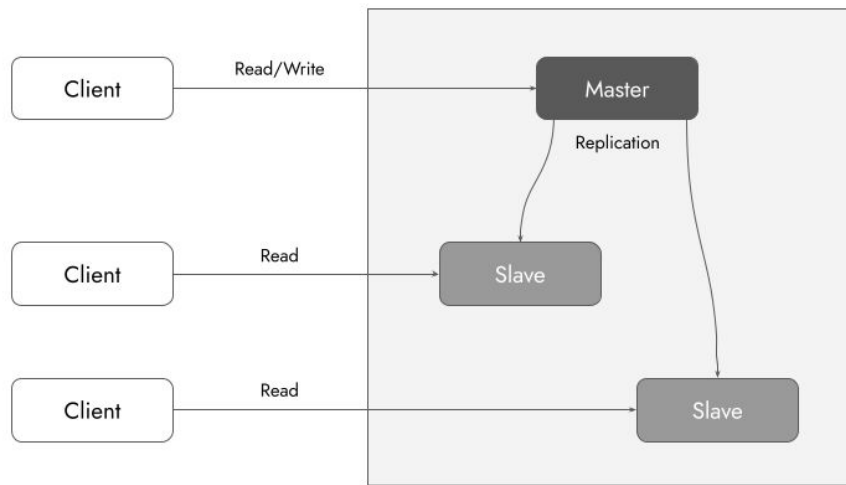 Read/Write
Client
Master
Replication
Client
Read
Slave
Client
Read
Slave